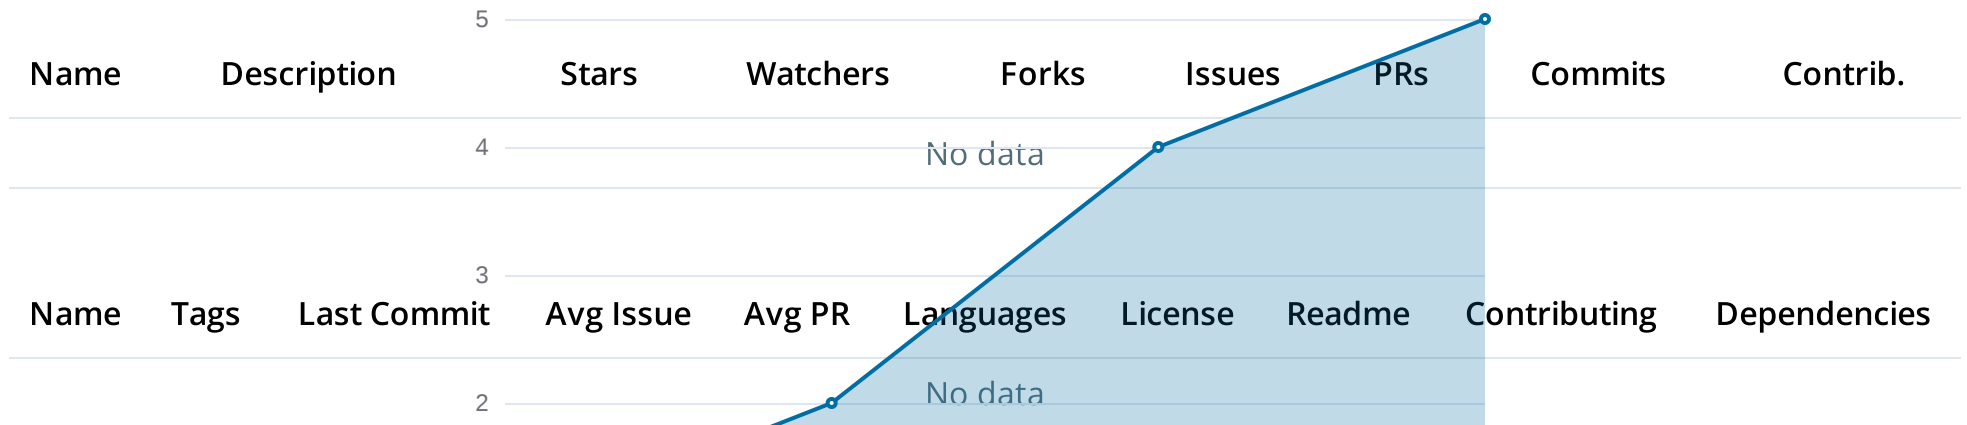 5
Name Description Stars Watchers Forks Issues PRs Commits Contrib.
4
No data
3
Name Tags Last Commit Avg Issue Avg PR Languages License Readme Contributing Dependencies
No data
2